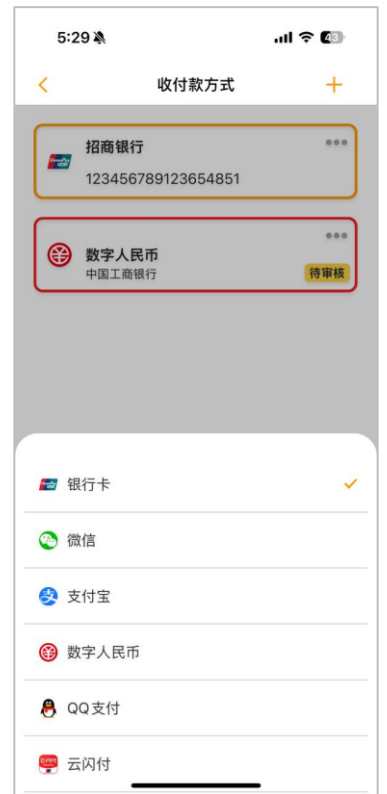 5:29
43
收付款方式
招商银行
123456789123654851
数字人民币
中国工商银行
待审核
银行卡
微信
支付宝
数字人民币
QQ支付
云闪付